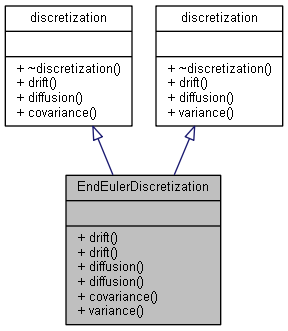 discretization
+ ~discretization()
+ drift()
+ diffusion()
+ covariance()
discretization
+ ~discretization()
+ drift()
+ diffusion()
+ variance()
EndEulerDiscretization
+ drift()
+ drift()
+ diffusion()
+ diffusion()
+ covariance()
+ variance()